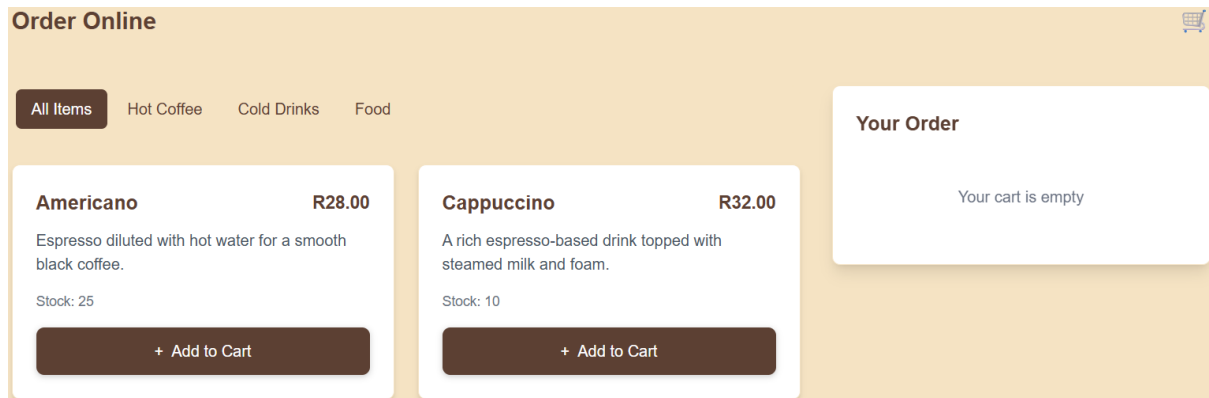 Order Online
All Items Hot Coffee Cold Drinks Food
Your Order
Your cart is empty
Americano R28.00
Espresso diluted with hot water for a smooth
black coffee.
Stock: 25
+ Add to Cart
Cappuccino R32.00
A rich espresso-based drink topped with
steamed milk and foam.
Stock: 10
+ Add to Cart